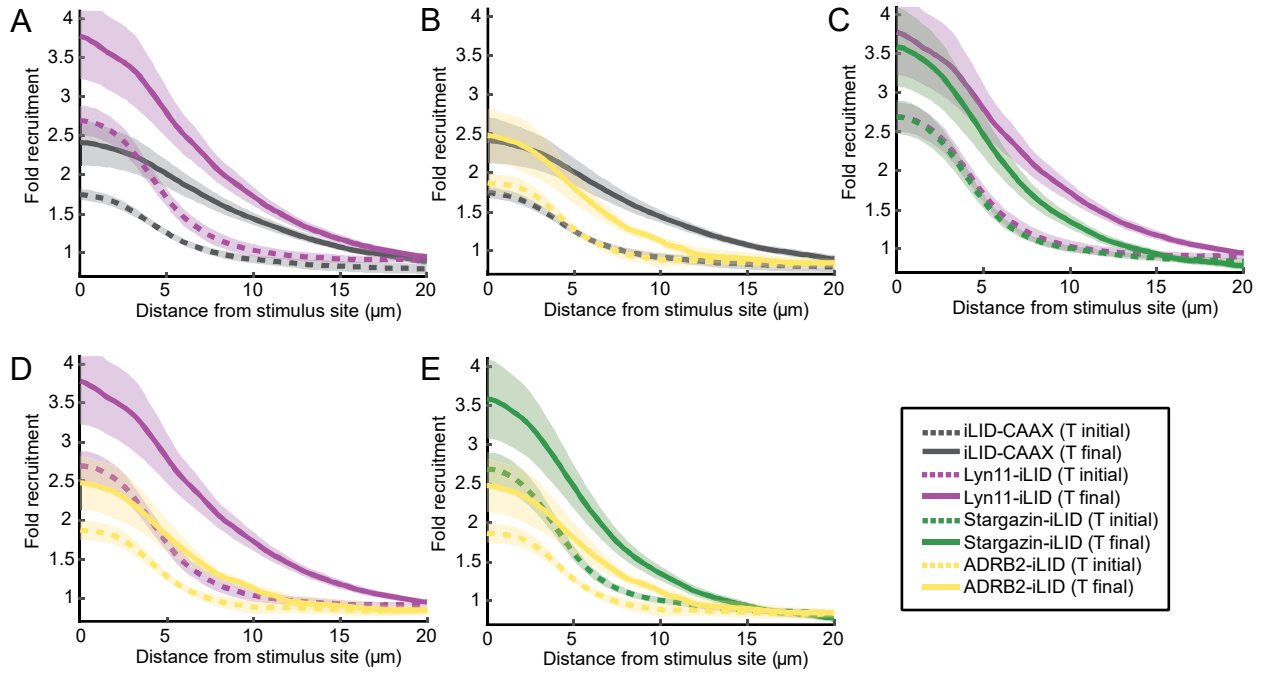 A
Fold recruitment
4
3.5
3
2.5
2
1.5
1
0 5 10 15 20
Distance from stimulus site (µm)
B
Fold recruitment
4
3.5
3
2.5
2
1.5
1
0 5 10 15 20
Distance from stimulus site (µm)
C
Fold recruitment
4
3.5
3
2.5
2
1.5
1
0 5 10 15 20
Distance from stimulus site (µm)
D
Fold recruitment
4
3.5
3
2.5
2
1.5
1
0 5 10 15 20
Distance from stimulus site (µm)
E
Fold recruitment
4
3.5
3
2.5
2
1.5
1
0 5 10 15 20
Distance from stimulus site (µm)
iLID-CAAX (T initial)
iLID-CAAX (T final)
Lyn11-iLID (T initial)
Lyn11-iLID (T final)
Stargazin-iLID (T initial)
Stargazin-iLID (T final)
ADRB2-iLID (T initial)
ADRB2-iLID (T final)